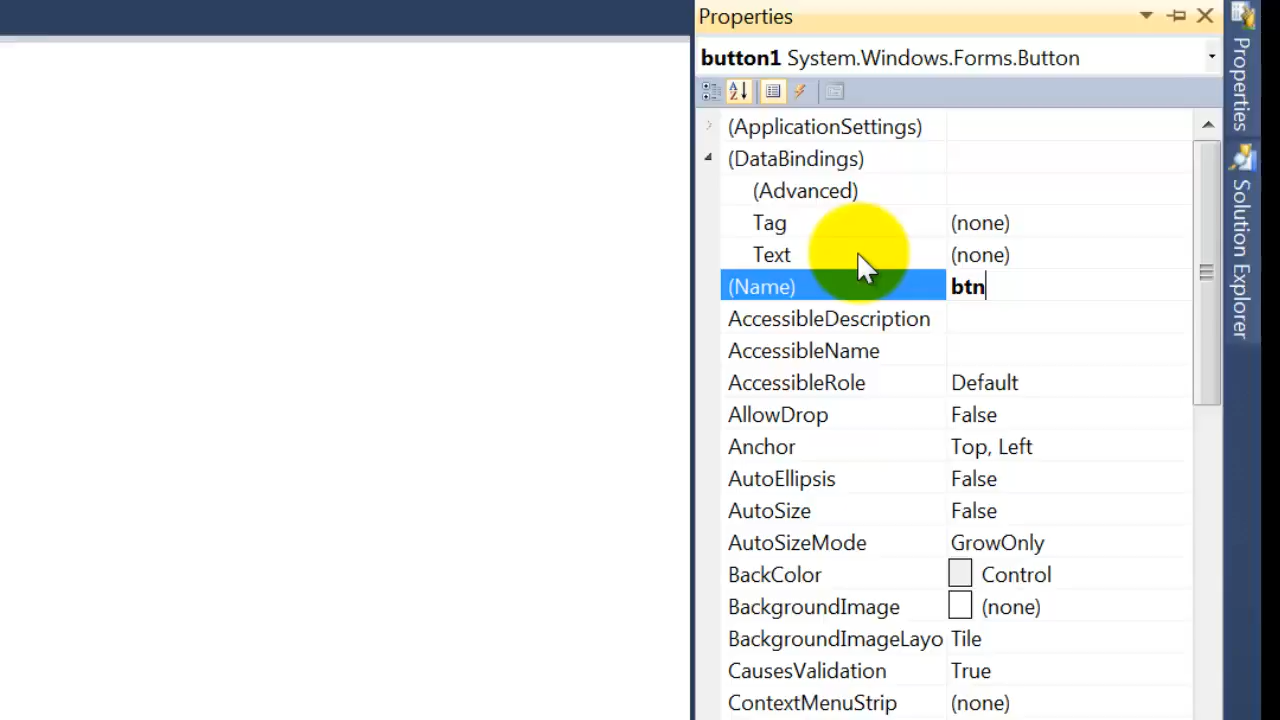 Properties
button1 System.Windows.Forms.Button
(ApplicationSettings)
(DataBindings)
(Advanced)
Tag (none)
Text (none)
(Name) btn
AccessibleDescription
AccessibleName
AccessibleRole Default
AllowDrop False
Anchor Top, Left
AutoEllipsis False
AutoSize False
AutoSizeMode GrowOnly
BackColor Control
BackgroundImage (none)
BackgroundImageLayo Tile
CausesValidation True
ContextMenuStrip (none)
Properties
Solution Explorer